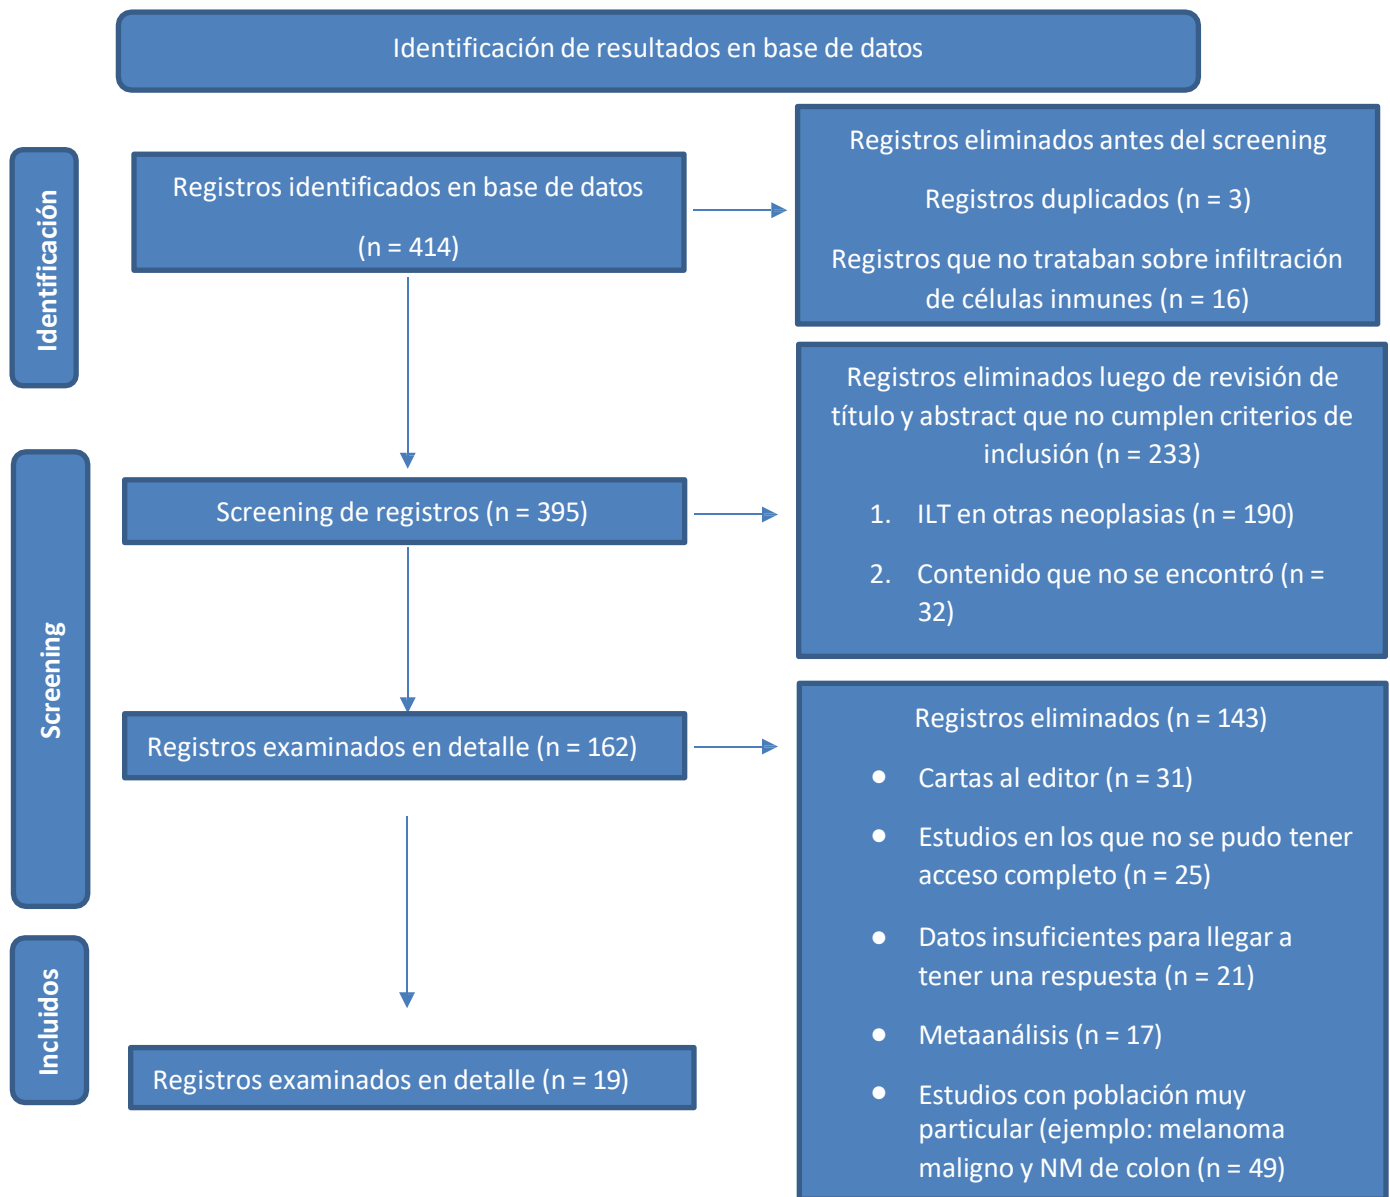 Identificación de resultados en base de datos
Identificación
Registros identificados en base de datos
(n = 414)
Registros eliminados antes del screening
Registros duplicados (n = 3)
Registros que no trataban sobre infiltración
de células inmunes (n = 16)
Screening
Screening de registros (n = 395)
Registros eliminados luego de revisión de
título y abstract que no cumplen criterios de
inclusión (n = 233)
1. ILT en otras neoplasias (n = 190)
2. Contenido que no se encontró (n =
32)
Registros examinados en detalle (n = 162)
Registros eliminados (n = 143)
• Cartas al editor (n = 31)
• Estudios en los que no se pudo tener
acceso completo (n = 25)
• Datos insuficientes para llegar a
tener una respuesta (n = 21)
• Metaanálisis (n = 17)
• Estudios con población muy
particular (ejemplo: melanoma
maligno y NM de colon (n = 49)
Incluidos
Registros examinados en detalle (n = 19)